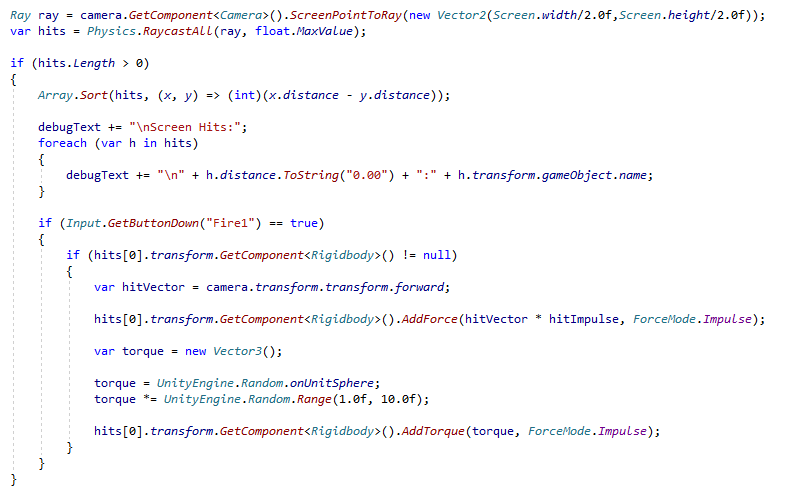 Ray ray = camera.GetComponent<Camera>().ScreenPointToRay(new Vector2(Screen.width/2.0f,Screen.height/2.0f));
var hits = Physics.RaycastAll(ray, float.MaxValue);
if (hits.Length > 0)
{
Array.Sort(hits, (x, y) => (int)(x.distance - y.distance));
debugText += "\nScreen Hits:";
foreach (var h in hits)
{
debugText += "\n" + h.distance.ToString("0.00") + ":" + h.transform.gameObject.name;
}
if (Input.GetButtonDown("Fire1") == true)
{
if (hits[0].transform.GetComponent<Rigidbody>() != null)
{
var hitVector = camera.transform.transform.forward;
hits[0].transform.GetComponent<Rigidbody>().AddForce(hitVector * hitImpulse, ForceMode.Impulse);
var torque = new Vector3();
torque = UnityEngine.Random.onUnitSphere;
torque *= UnityEngine.Random.Range(1.0f, 10.0f);
hits[0].transform.GetComponent<Rigidbody>().AddTorque(torque, ForceMode.Impulse);
}
}
}